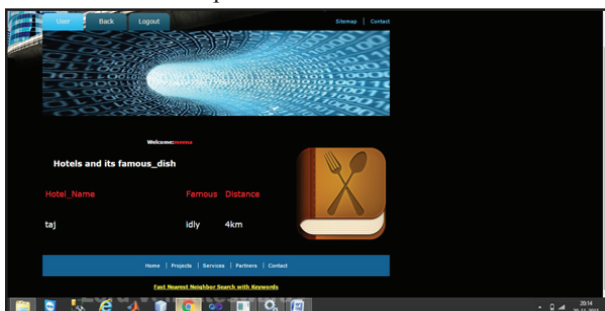 User Back Logout Sitemap | Contact
Welcome:meena
Hotels and its famous_dish
Hotel_Name Famous Distance
taj idly 4km
Home | Projects | Services | Partners | Contact
Fast Nearest Neighbor Search with Keywords
20:14